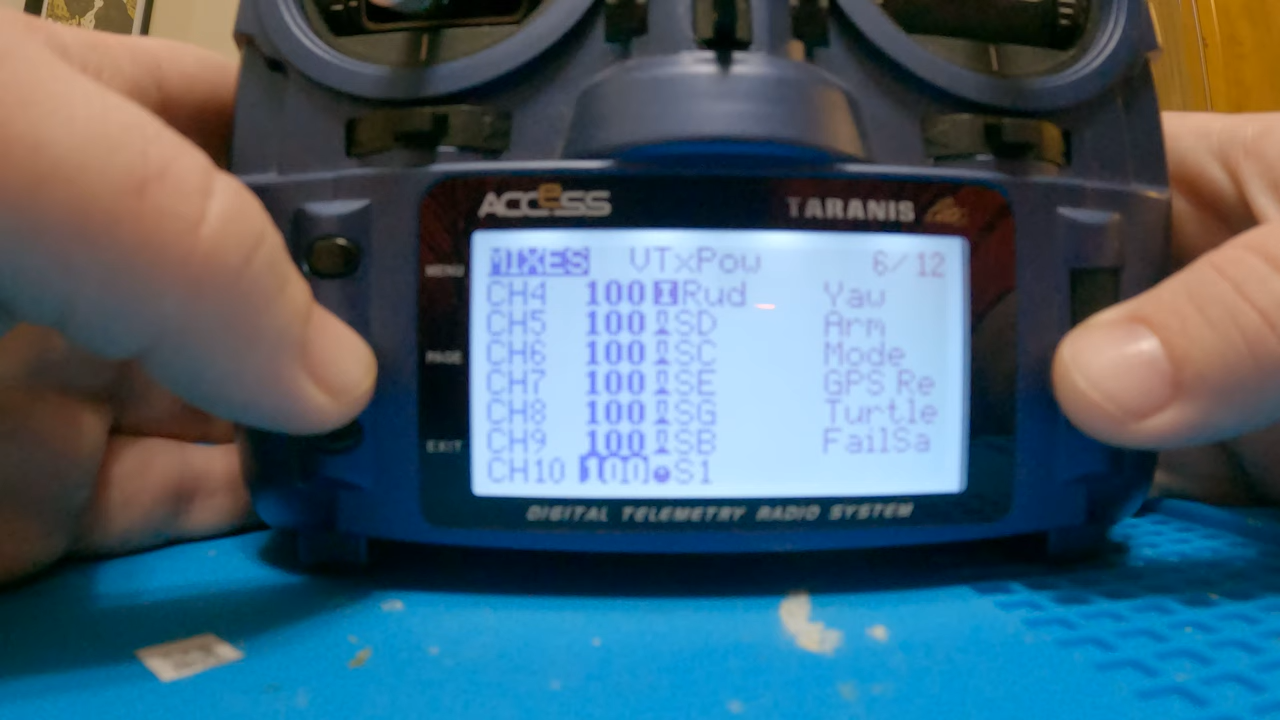 ACCeSS TARANIS
MENU
PAGE
EXIT
MIXES VTxPow 6/12
CH4 100 Rud Yaw
CH5 100 SD Arm
CH6 100 SC Mode
CH7 100 SE GPS Re
CH8 100 SG Turtle
CH9 100 SB FailSa
CH10 100 S1
DIGITAL TELEMETRY RADIO SYSTEM